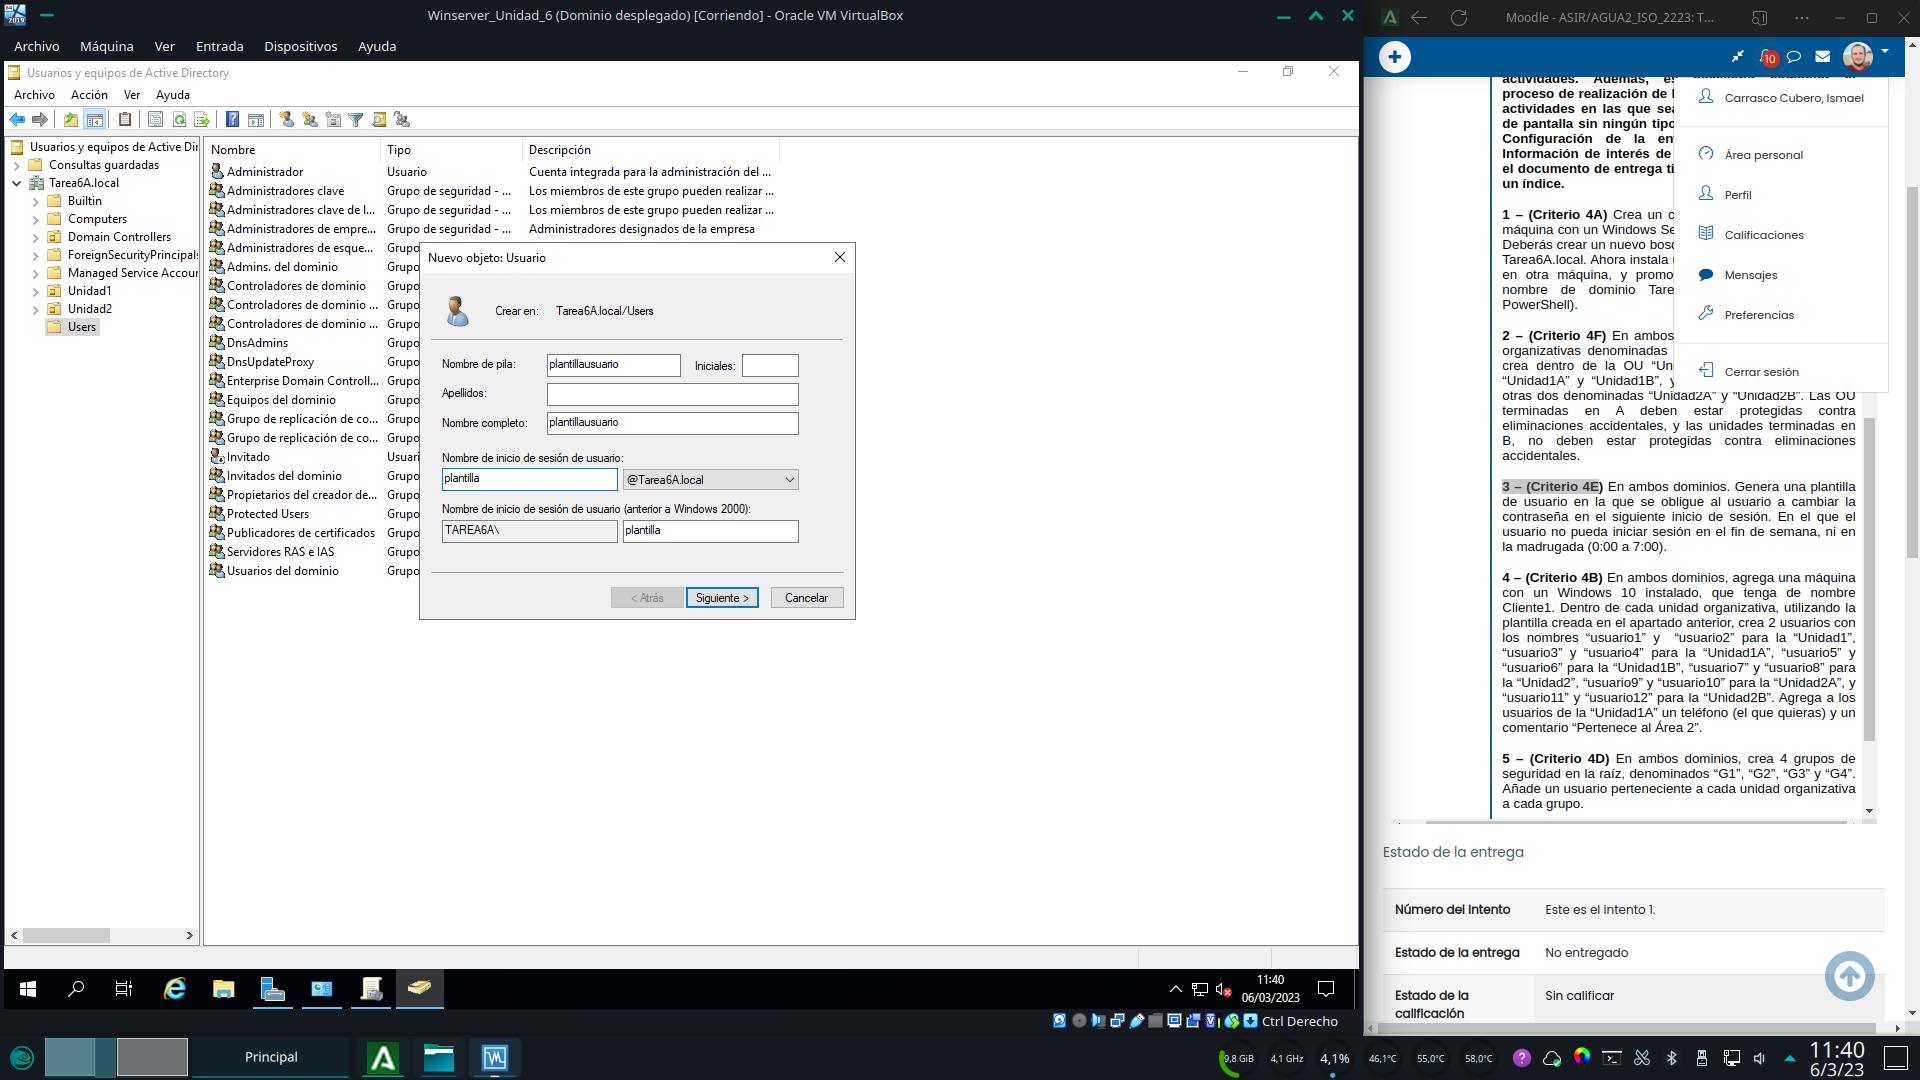 Winserver_Unidad_6 (Dominio desplegado) [Corriendo] - Oracle VM VirtualBox
Archivo Máquina Ver Entrada Dispositivos Ayuda
Usuarios y equipos de Active Directory
Archivo Acción Ver Ayuda
Usuarios y equipos de Active Dir
Consultas guardadas
Tarea6A.local
Builtin
Computers
Domain Controllers
ForeignSecurityPrincipals
Managed Service Accour
Unidad1
Unidad2
Users
Nombre Tipo Descripción
Administrador Usuario Cuenta integrada para la administración del ...
Administradores clave Grupo de seguridad - ... Los miembros de este grupo pueden realizar ...
Administradores clave de l... Grupo de seguridad - ... Los miembros de este grupo pueden realizar ...
Administradores de empre... Grupo de seguridad - ... Administradores designados de la empresa
Administradores de esque... Grupo
Admins. del dominio Grupo
Controladores de dominio Grupo
Controladores de dominio ... Grupo
Controladores de dominio ... Grupo
DnsAdmins Grupo
DnsUpdateProxy Grupo
Enterprise Domain Controll... Grupo
Equipos del dominio Grupo
Grupo de replicación de co... Grupo
Grupo de replicación de co... Grupo
Invitado Usuari
Invitados del dominio Grupo
Propietarios del creador de... Grupo
Protected Users Grupo
Publicadores de certificados Grupo
Servidores RAS e IAS Grupo
Usuarios del dominio Grupo
Nuevo objeto: Usuario
Crear en: Tarea6A.local/Users
Nombre de pila: plantillausuario Iniciales:
Apellidos:
Nombre completo: plantillausuario
Nombre de inicio de sesión de usuario:
plantilla @Tarea6A.local
Nombre de inicio de sesión de usuario (anterior a Windows 2000):
TAREA6A\ plantilla
< Atrás Siguiente > Cancelar
11:40
06/03/2023
Ctrl Derecho
Moodle - ASIR/AGUA2_ISO_2223: T...
10
Carrasco Cubero, Ismael
Área personal
Perfil
Calificaciones
Mensajes
Preferencias
Cerrar sesión
proceso de realización de l
actividades en las que sea
de pantalla sin ningún tipo
Configuración de la en
Información de interés de
el documento de entrega ti
un índice.
1 – (Criterio 4A) Crea un c
máquina con un Windows Se
Deberás crear un nuevo bosc
Tarea6A.local. Ahora instala u
en otra máquina, y promo
nombre de dominio Tare
PowerShell).
2 – (Criterio 4F) En ambos
organizativas denominadas
crea dentro de la OU “Un
“Unidad1A” y “Unidad1B”, y
otras dos denominadas “Unidad2A” y “Unidad2B”. Las OU
terminadas en A deben estar protegidas contra
eliminaciones accidentales, y las unidades terminadas en
B, no deben estar protegidas contra eliminaciones
accidentales.
3 – (Criterio 4E) En ambos dominios. Genera una plantilla
de usuario en la que se obligue al usuario a cambiar la
contraseña en el siguiente inicio de sesión. En el que el
usuario no pueda iniciar sesión en el fin de semana, ni en
la madrugada (0:00 a 7:00).
4 – (Criterio 4B) En ambos dominios, agrega una máquina
con un Windows 10 instalado, que tenga de nombre
Cliente1. Dentro de cada unidad organizativa, utilizando la
plantilla creada en el apartado anterior, crea 2 usuarios con
los nombres “usuario1” y “usuario2” para la “Unidad1”,
“usuario3” y “usuario4” para la “Unidad1A”, “usuario5” y
“usuario6” para la “Unidad1B”, “usuario7” y “usuario8” para
la “Unidad2”, “usuario9” y “usuario10” para la “Unidad2A”, y
“usuario11” y “usuario12” para la “Unidad2B”. Agrega a los
usuarios de la “Unidad1A” un teléfono (el que quieras) y un
comentario “Pertenece al Área 2”.
5 – (Criterio 4D) En ambos dominios, crea 4 grupos de
seguridad en la raíz, denominados “G1”, “G2”, “G3” y “G4”.
Añade un usuario perteneciente a cada unidad organizativa
a cada grupo.
Estado de la entrega
Número del intento Este es el intento 1.
Estado de la entrega No entregado
Estado de la calificación Sin calificar
Principal
9,8 GiB 4,1 GHz 4,1% 46,1°C 55,0°C 58,0°C
11:40
6/3/23